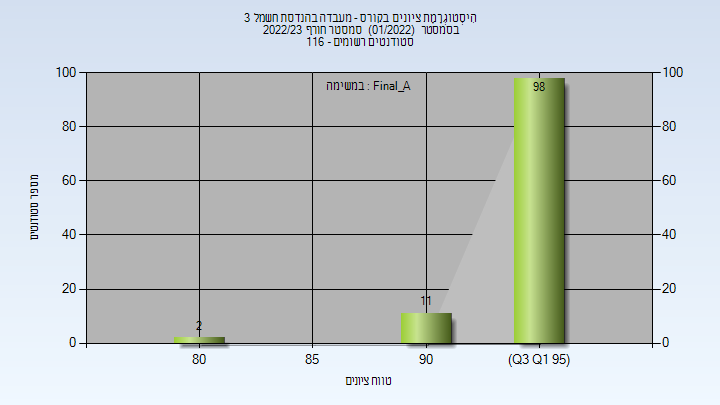 היסטוגרמת ציונים בקורס - מעבדה בהנדסת חשמל 3
בסמסטר (01/2022) סמסטר חורף 2022/23
סטודנטים רשומים - 116
במשימה : Final_A
100
80
60
40
20
0
100
80
60
40
20
0
מספר סטודנטים
2
11
98
80
85
90
(Q3 Q1 95)
טווח ציונים